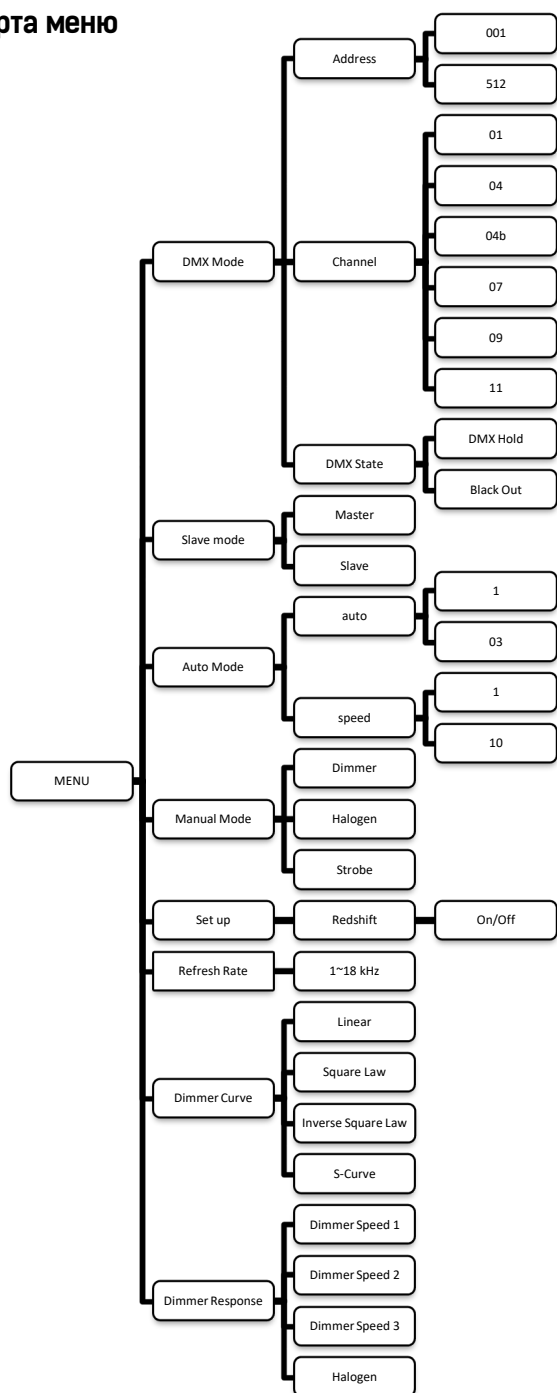 рта меню
MENU
DMX Mode
Address
001
512
Channel
01
04
04b
07
09
11
DMX State
DMX Hold
Black Out
Slave mode
Master
Slave
Auto Mode
auto
1
03
speed
1
10
Manual Mode
Dimmer
Halogen
Strobe
Set up
Redshift
On/Off
Refresh Rate
1~18 kHz
Dimmer Curve
Linear
Square Law
Inverse Square Law
S-Curve
Dimmer Response
Dimmer Speed 1
Dimmer Speed 2
Dimmer Speed 3
Halogen